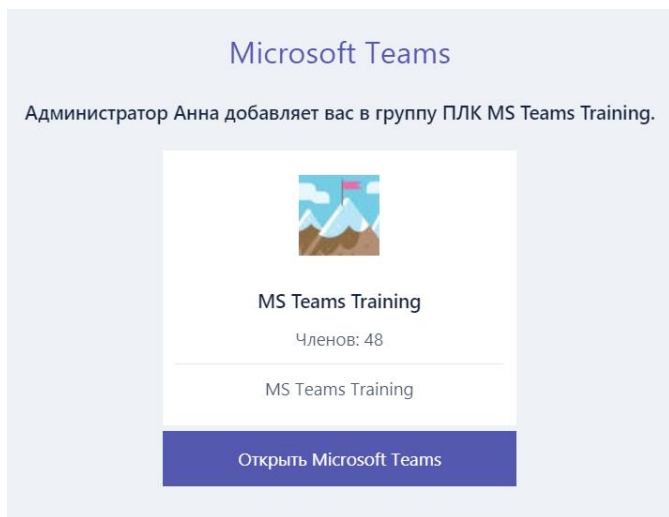 Microsoft Teams
Администратор Анна добавляет вас в группу ПЛК MS Teams Training.
MS Teams Training
Членов: 48
MS Teams Training
Открыть Microsoft Teams